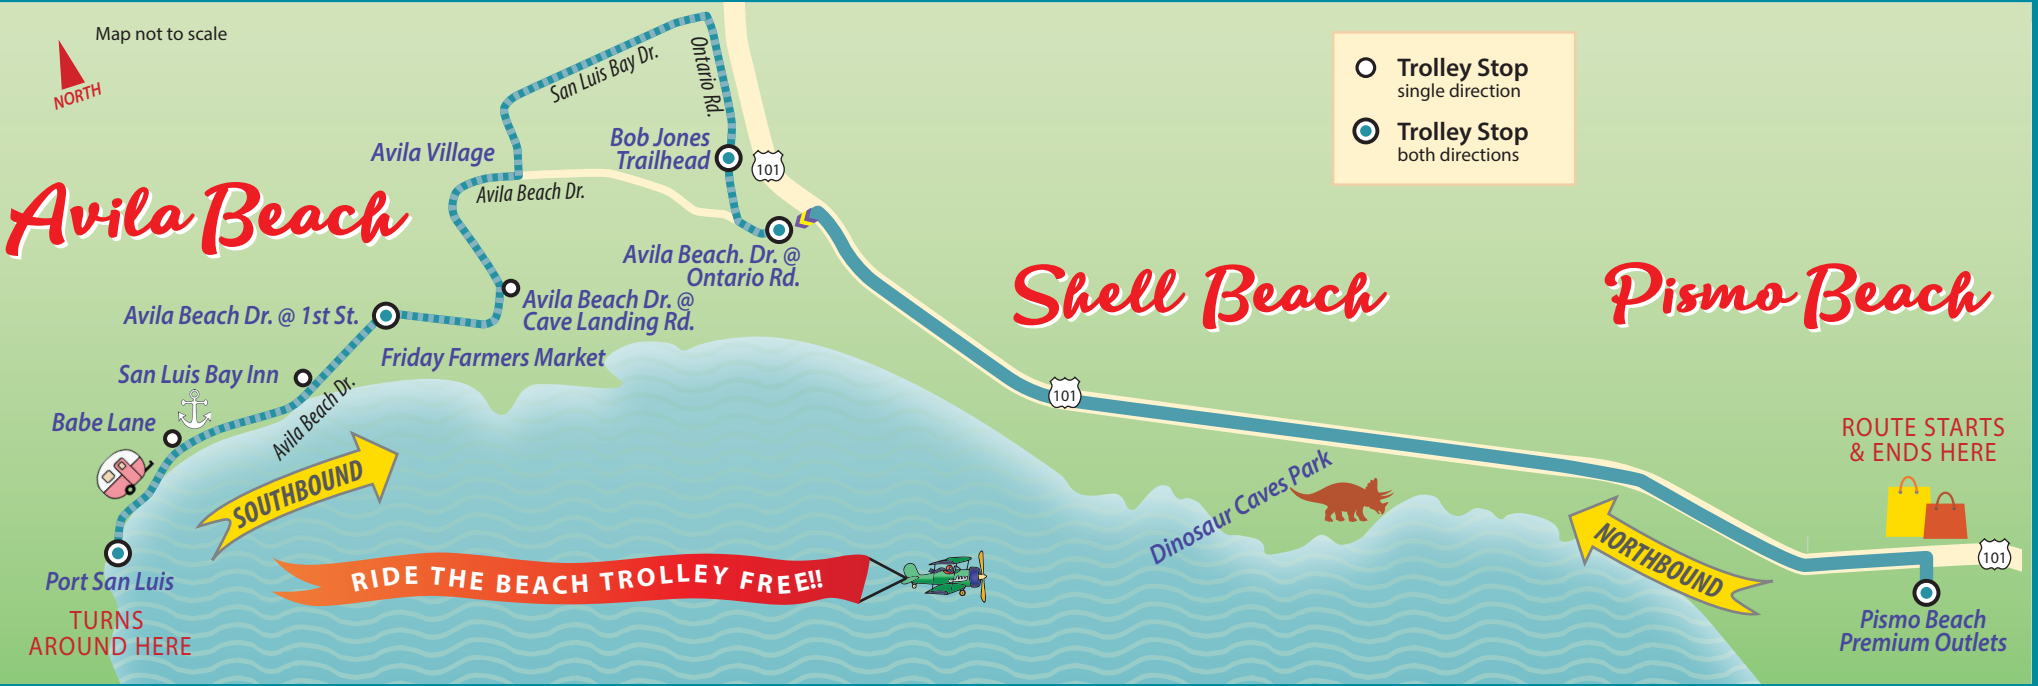 Map not to scale
NORTH
San Luis Bay Dr.
Ontario Rd.
Trolley Stop
single direction
Trolley Stop
both directions
Avila Village
Bob Jones
Trailhead
101
Avila Beach Dr.
Avila Beach
Avila Beach. Dr. @
Ontario Rd.
Shell Beach
Pismo Beach
Avila Beach Dr. @
Cave Landing Rd.
Avila Beach Dr. @ 1st St.
Friday Farmers Market
San Luis Bay Inn
Avila Beach Dr.
101
Babe Lane
SOUTHBOUND
ROUTE STARTS
& ENDS HERE
Dinosaur Caves Park
NORTHBOUND
101
Port San Luis
TURNS
AROUND HERE
RIDE THE BEACH TROLLEY FREE!!
Pismo Beach
Premium Outlets